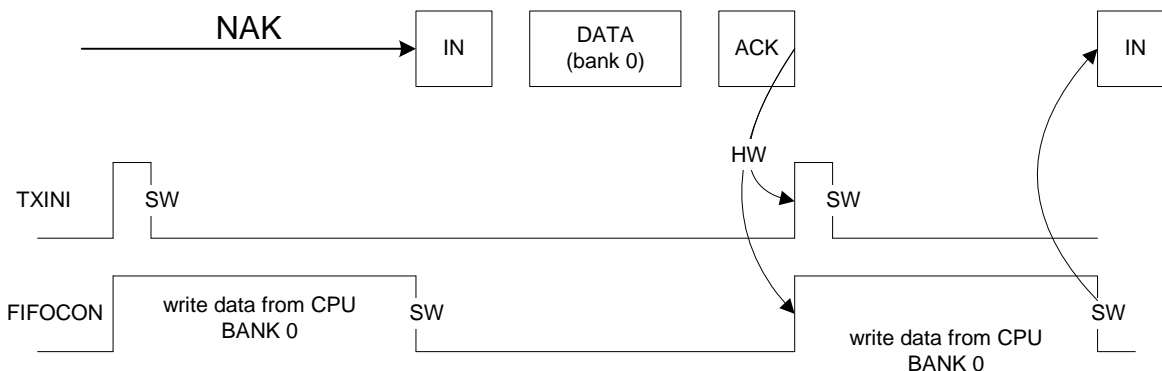 NAK
IN
DATA
(bank 0)
ACK
IN
HW
TXINI
SW
SW
FIFOCON
write data from CPU
BANK 0
SW
write data from CPU
BANK 0
SW